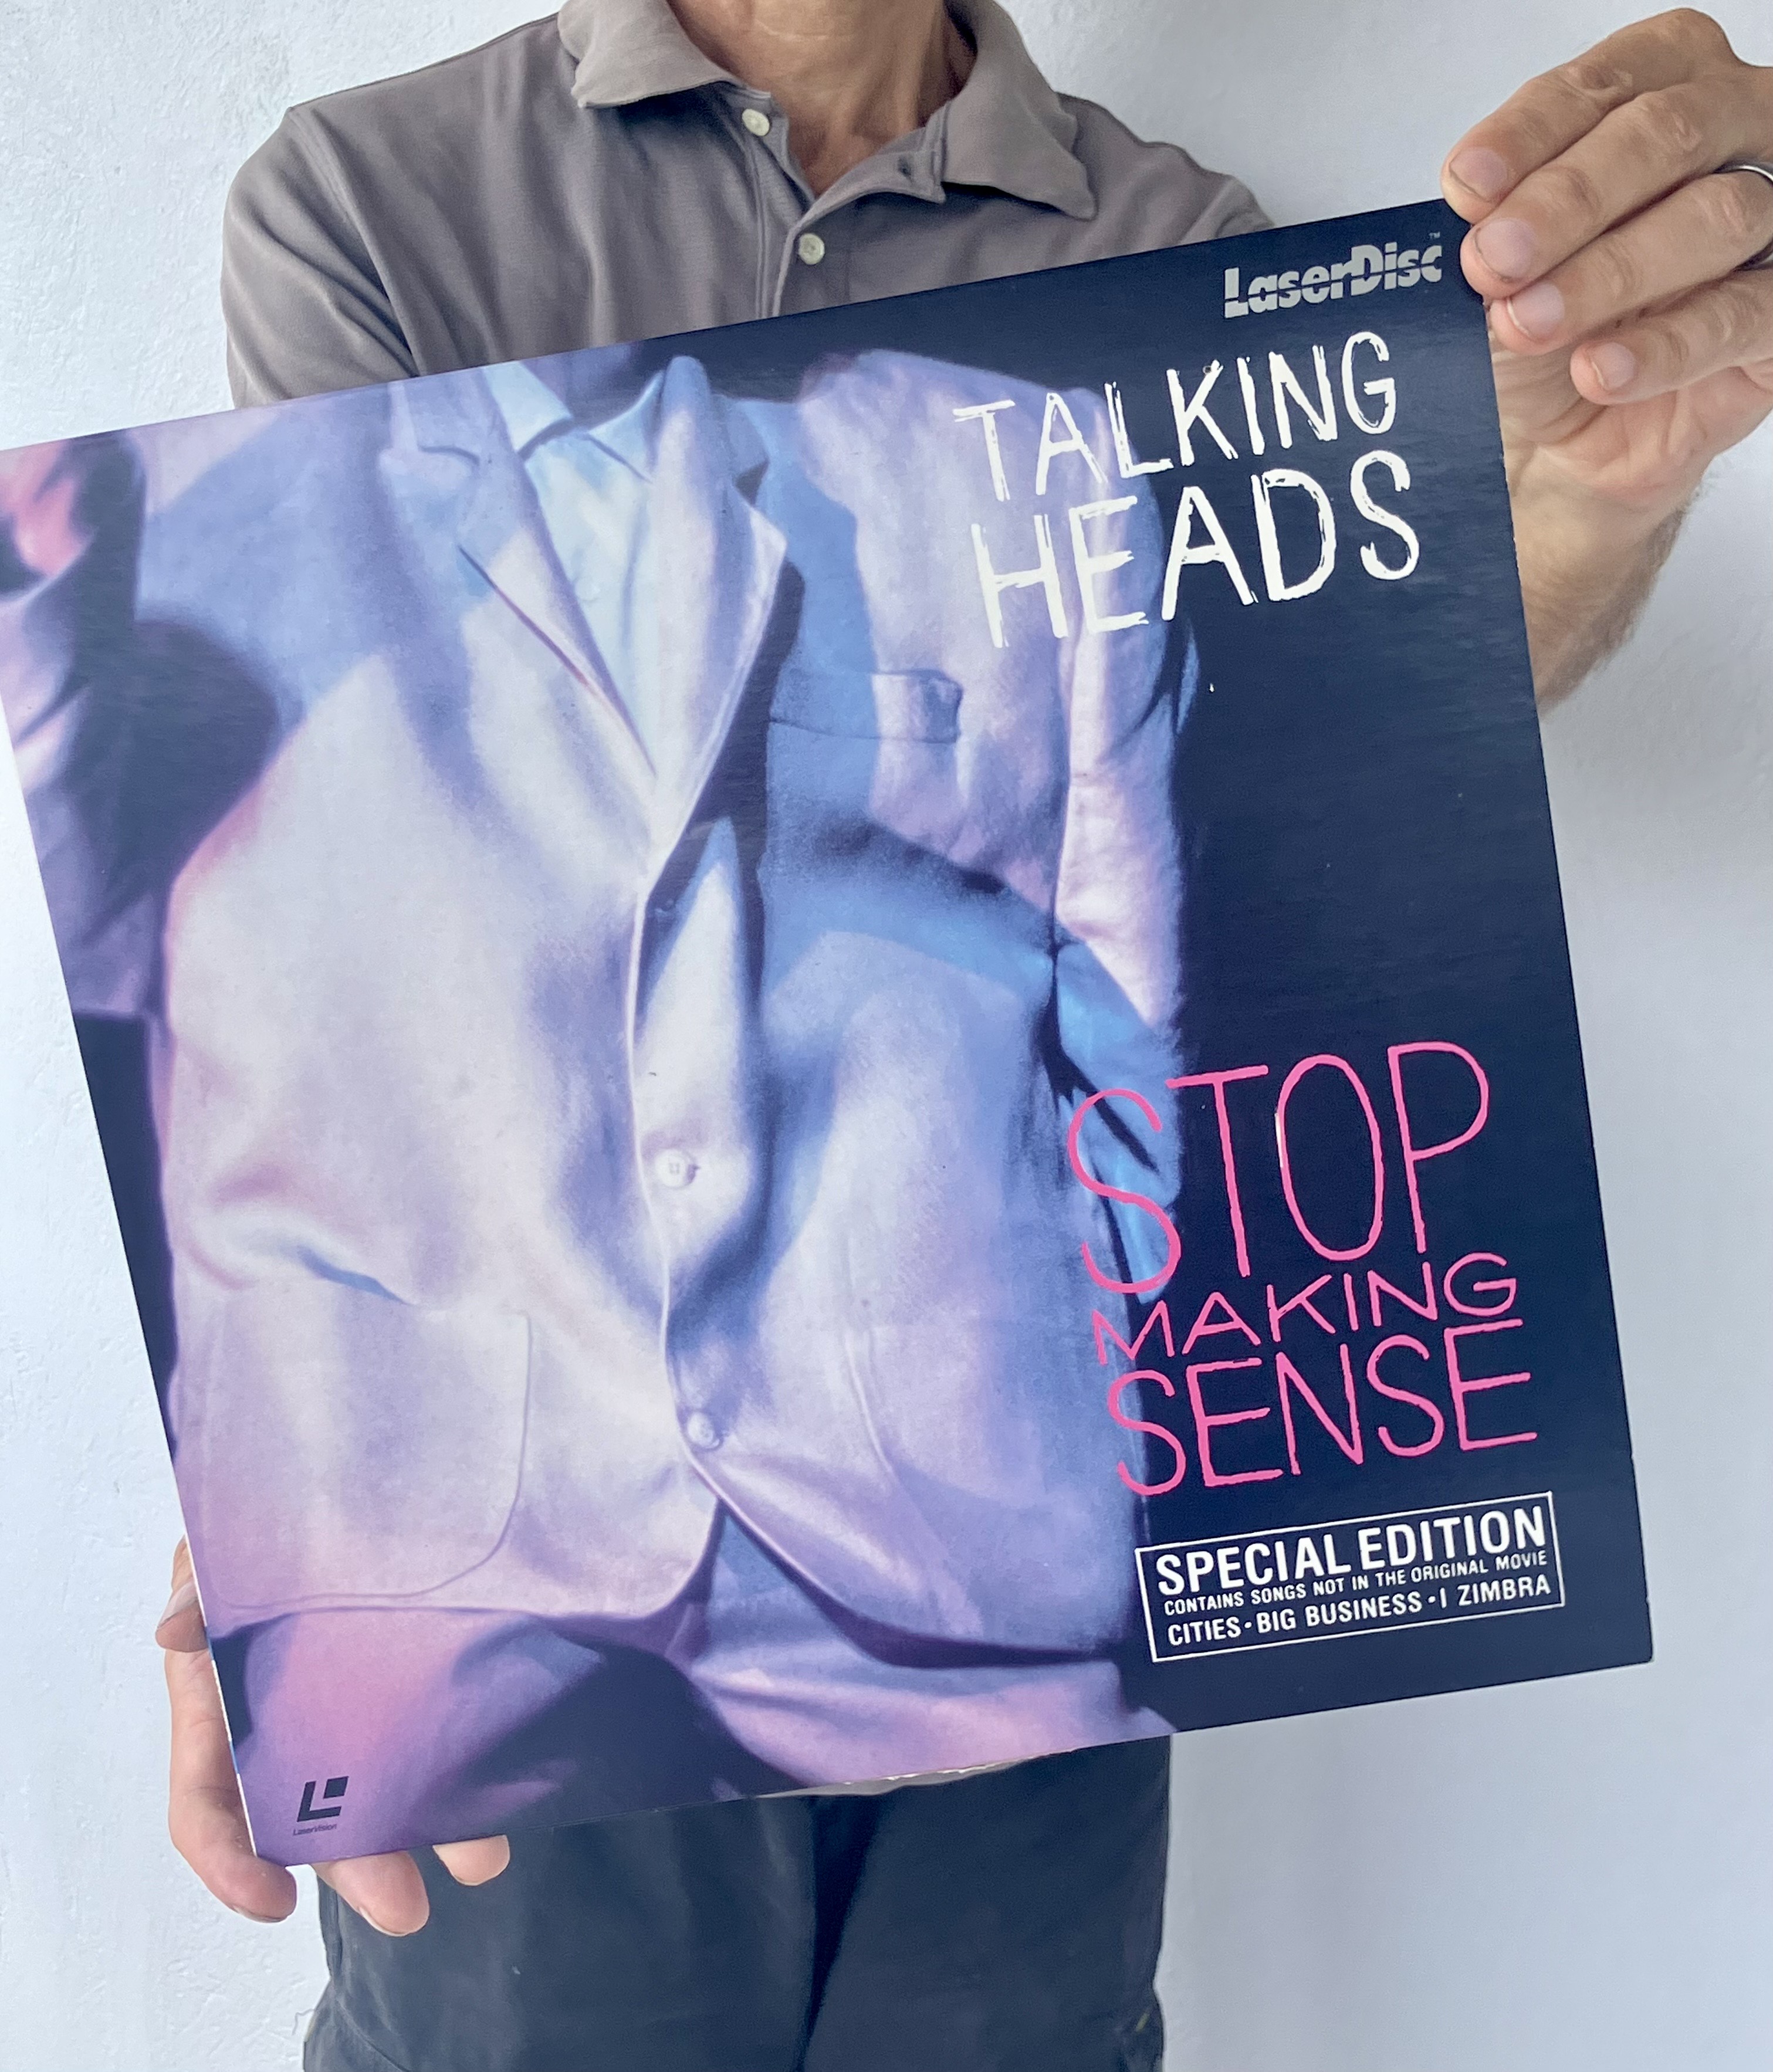 LaserDisc™
TALKING
HEADS
STOP
MAKING
SENSE
SPECIAL EDITION
CONTAINS SONGS NOT IN THE ORIGINAL MOVIE
CITIES•BIG BUSINESS•I ZIMBRA
LaserVision